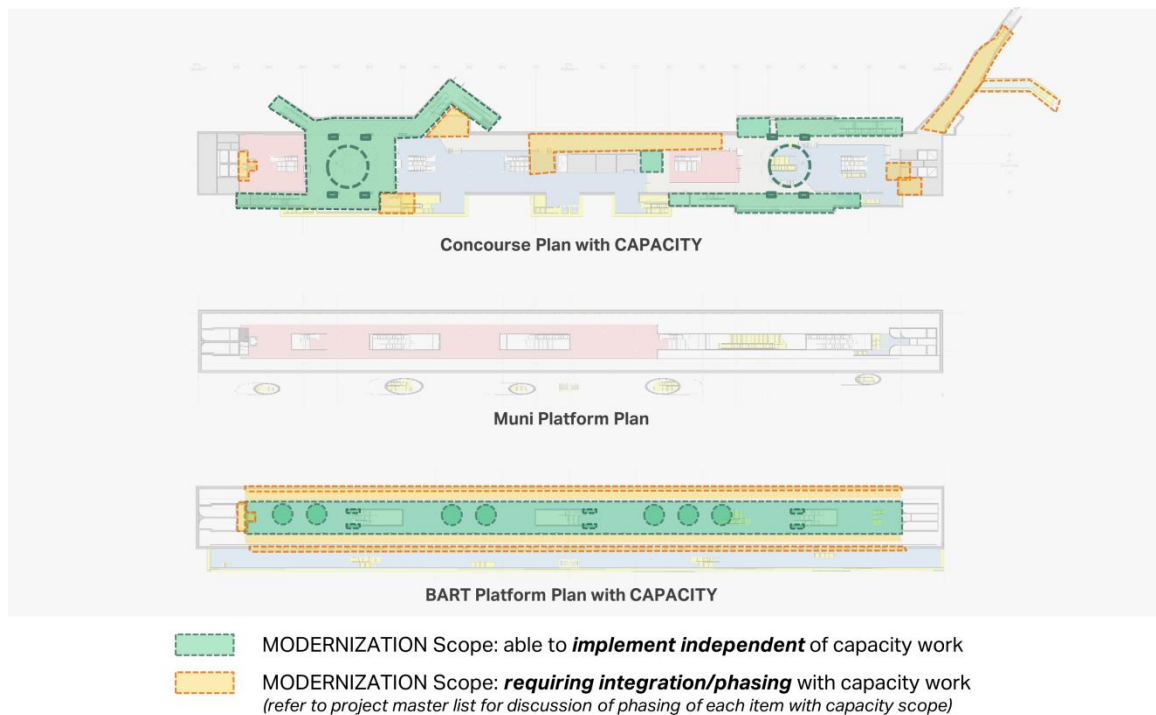 Concourse Plan with CAPACITY
Muni Platform Plan
BART Platform Plan with CAPACITY
MODERNIZATION Scope: able to implement independent of capacity work
MODERNIZATION Scope: requiring integration/phasing with capacity work
(refer to project master list for discussion of phasing of each item with capacity scope)